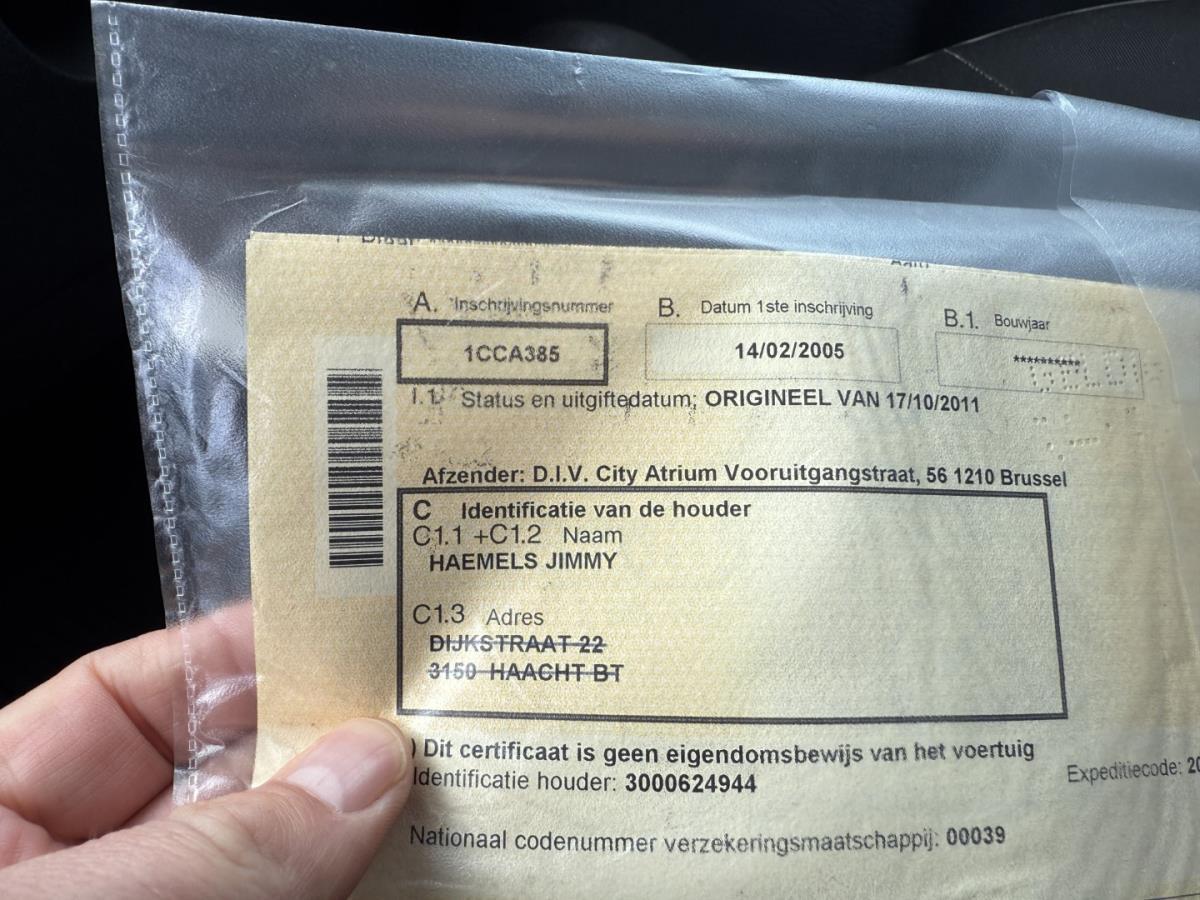 A. Inschrijvingsnummer B. Datum 1ste inschrijving B.1. Bouwjaar
1CCA385 14/02/2005 **********
I.1. Status en uitgiftedatum; ORIGINEEL VAN 17/10/2011
Afzender: D.I.V. City Atrium Vooruitgangstraat, 56 1210 Brussel
C Identificatie van de houder
C1.1 +C1.2 Naam
HAEMELS JIMMY
C1.3 Adres
DIJKSTRAAT 22
3150 HAACHT BT
) Dit certificaat is geen eigendomsbewijs van het voertuig
Identificatie houder: 3000624944 Expeditiecode: 20
Nationaal codenummer verzekeringsmaatschappij: 00039